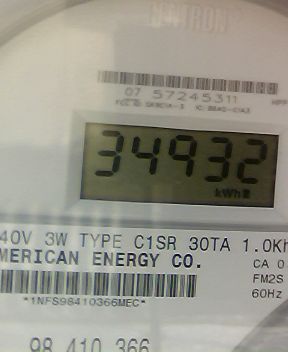 07 57245311
34932
kWh
40V 3W TYPE C1SR 30TA 1.0Kh
MERICAN ENERGY CO.
CA 0
FM2S
60Hz
*1NFS98410366MEC*
98 410 366